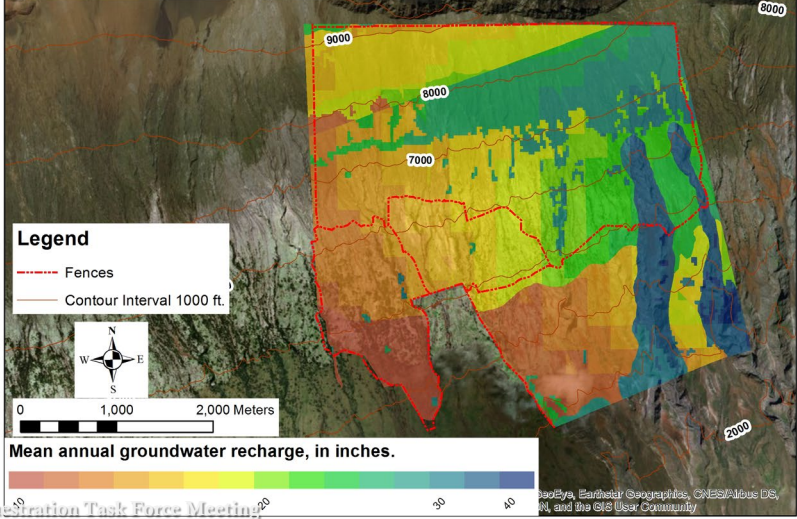 8000
9000
8000
7000
Legend
Fences
Contour Interval 1000 ft.
N
W E
S
0 1,000 2,000 Meters
2000
Mean annual groundwater recharge, in inches.
10 20 30 40
GeoEye, Earthstar Geographics, CNES/Airbus DS,
and the GIS User Community
estration Task Force Meeting